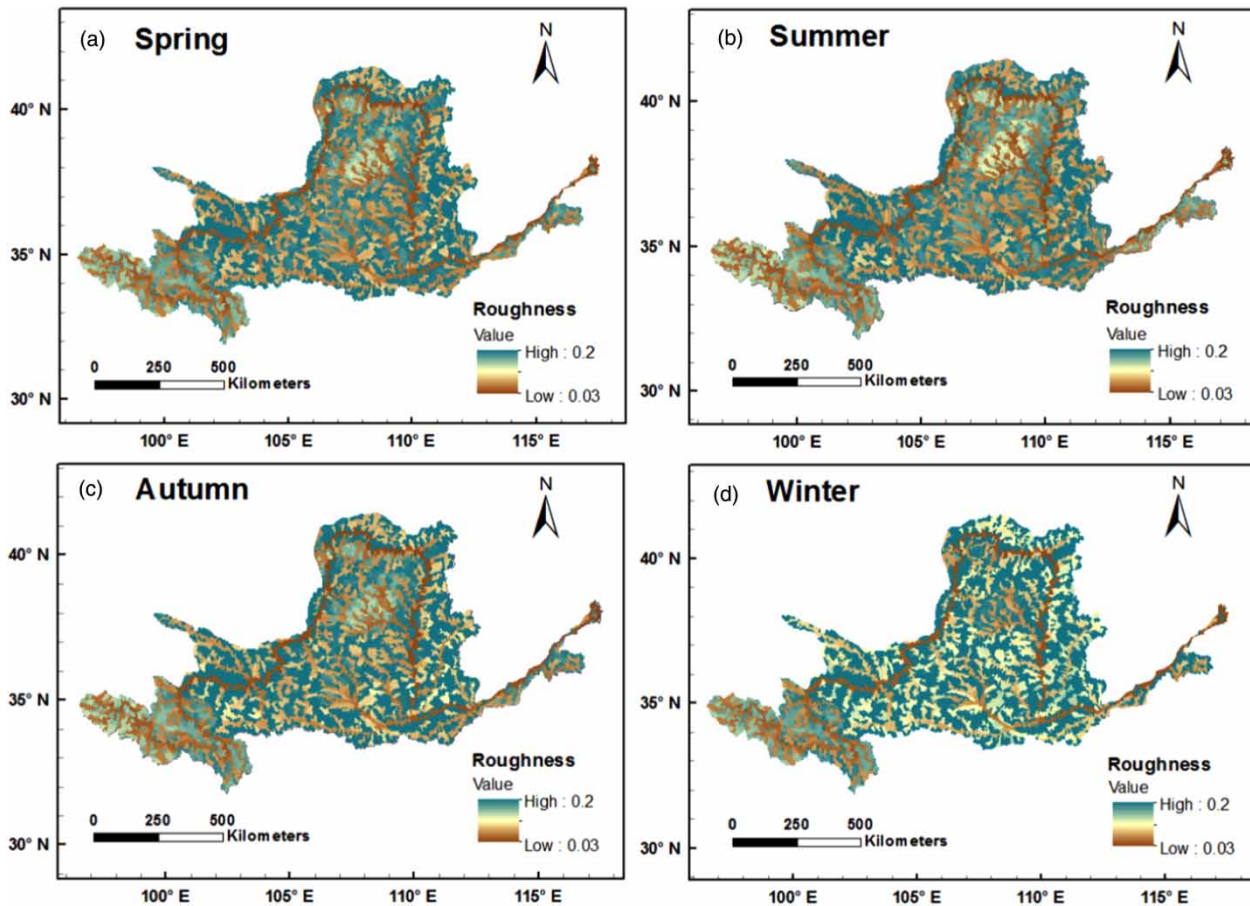 (a) Spring
N
40° N
35° N
30° N
100° E 105° E 110° E 115° E
Roughness
Value
High : 0.2
Low : 0.03
0 250 500
Kilometers
(b) Summer
N
40° N
35° N
30° N
100° E 105° E 110° E 115° E
Roughness
Value
High : 0.2
Low : 0.03
0 250 500
Kilometers
(c) Autumn
N
40° N
35° N
30° N
100° E 105° E 110° E 115° E
Roughness
Value
High : 0.2
Low : 0.03
0 250 500
Kilometers
(d) Winter
N
40° N
35° N
30° N
100° E 105° E 110° E 115° E
Roughness
Value
High : 0.2
Low : 0.03
0 250 500
Kilometers